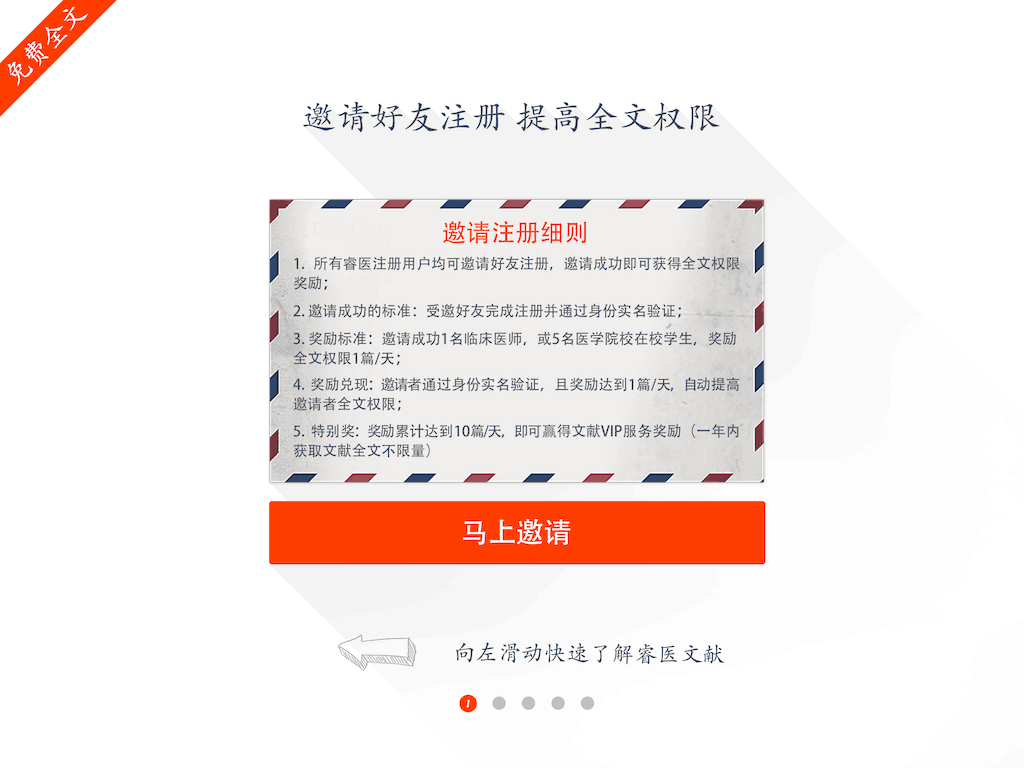 免费全文
邀请好友注册 提高全文权限
邀请注册细则
1. 所有睿医注册用户均可邀请好友注册，邀请成功即可获得全文权限
奖励；
2. 邀请成功的标准：受邀好友完成注册并通过身份实名验证；
3. 奖励标准：邀请成功1名临床医师，或5名医学院校在校学生，奖励
全文权限1篇/天；
4. 奖励兑现：邀请者通过身份实名验证，且奖励达到1篇/天，自动提高
邀请者全文权限；
5. 特别奖：奖励累计达到10篇/天，即可赢得文献VIP服务奖励（一年内
获取文献全文不限量）
马上邀请
向左滑动快速了解睿医文献
1